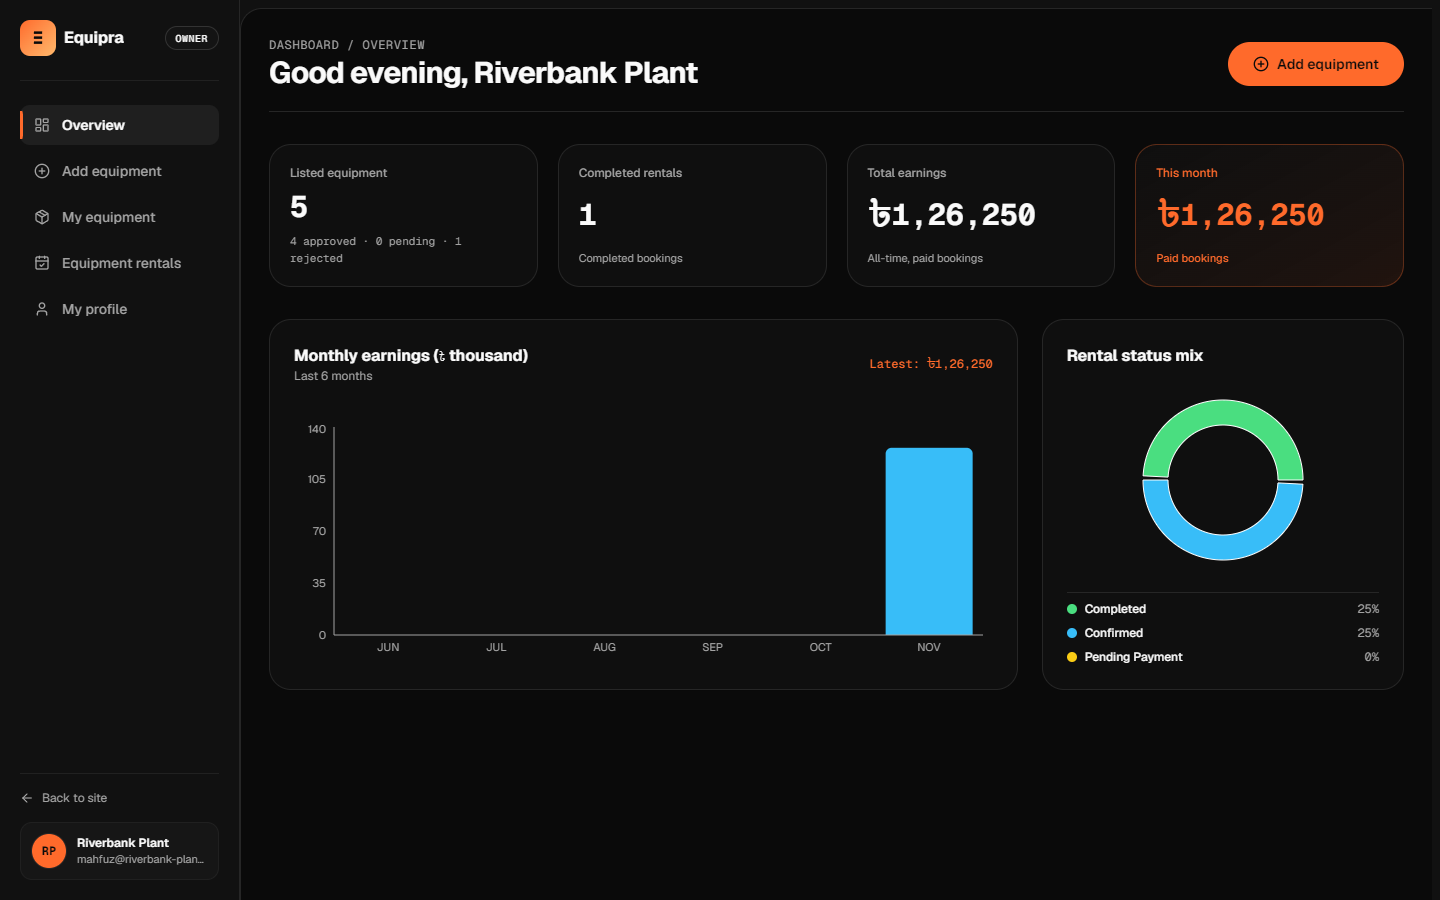 Equipra
OWNER
Overview
Add equipment
My equipment
Equipment rentals
My profile
Back to site
RP
Riverbank Plant
mahfuz@riverbank-plan...
DASHBOARD / OVERVIEW
Good evening, Riverbank Plant
Add equipment
Listed equipment
5
4 approved · 0 pending · 1
rejected
Completed rentals
1
Completed bookings
Total earnings
৳1,26,250
All-time, paid bookings
This month
৳1,26,250
Paid bookings
Monthly earnings (৳ thousand)
Last 6 months
Latest: ৳1,26,250
140
105
70
35
0
JUN
JUL
AUG
SEP
OCT
NOV
Rental status mix
Completed 25%
Confirmed 25%
Pending Payment 0%